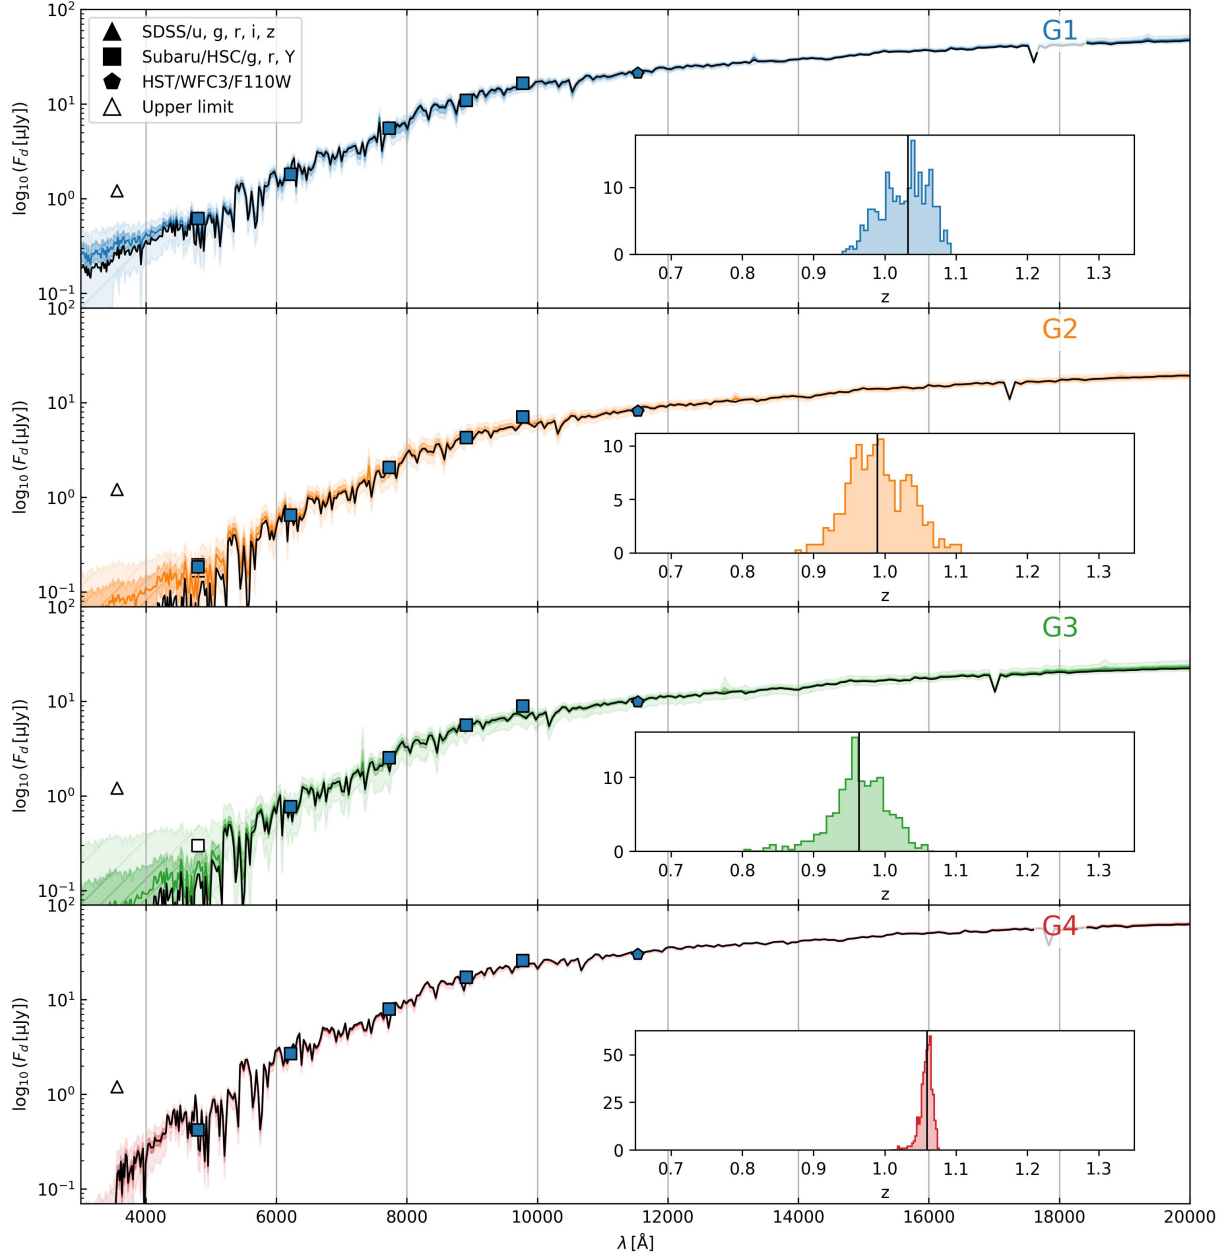 SDSS/u, g, r, i, z
Subaru/HSC/g, r, Y
HST/WFC3/F110W
Upper limit
G1
log₁₀(F_d [μJy])
10²
10¹
10⁰
10⁻¹
10
0
0.7 0.8 0.9 1.0 1.1 1.2 1.3
z
G2
log₁₀(F_d [μJy])
10²
10¹
10⁰
10⁻¹
10
5
0
0.7 0.8 0.9 1.0 1.1 1.2 1.3
z
G3
log₁₀(F_d [μJy])
10²
10¹
10⁰
10⁻¹
10
0
0.7 0.8 0.9 1.0 1.1 1.2 1.3
z
G4
log₁₀(F_d [μJy])
10²
10¹
10⁰
10⁻¹
50
25
0
0.7 0.8 0.9 1.0 1.1 1.2 1.3
z
4000 6000 8000 10000 12000 14000 16000 18000 20000
λ [Å]